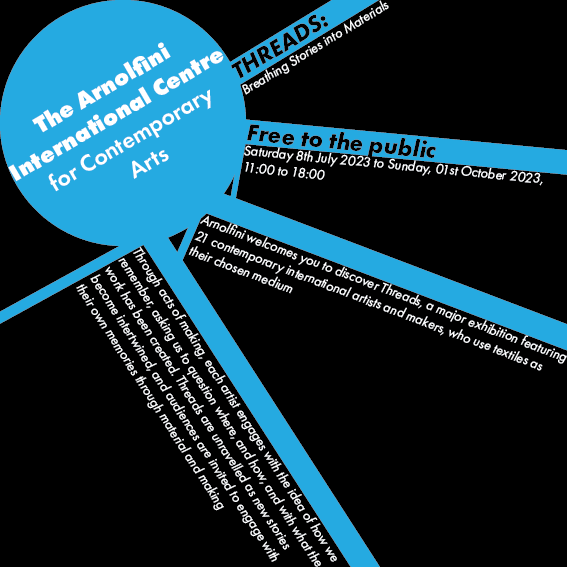 The Arnolfini
International Centre
for Contemporary
Arts
THREADS:
Breathing Stories into Materials
Free to the public
Saturday 8th July 2023 to Sunday, 01st October 2023,
11:00 to 18:00
Arnolfini welcomes you to discover Threads, a major exhibition featuring
21 contemporary international artists and makers, who use textiles as
their chosen medium
Through acts of making, each artist engages with the idea of how we
remember, asking us to question where, and how, and with what the
work has been created. Threads are unravelled as new stories
become intertwined, and audiences are invited to engage with
their own memories through material and making